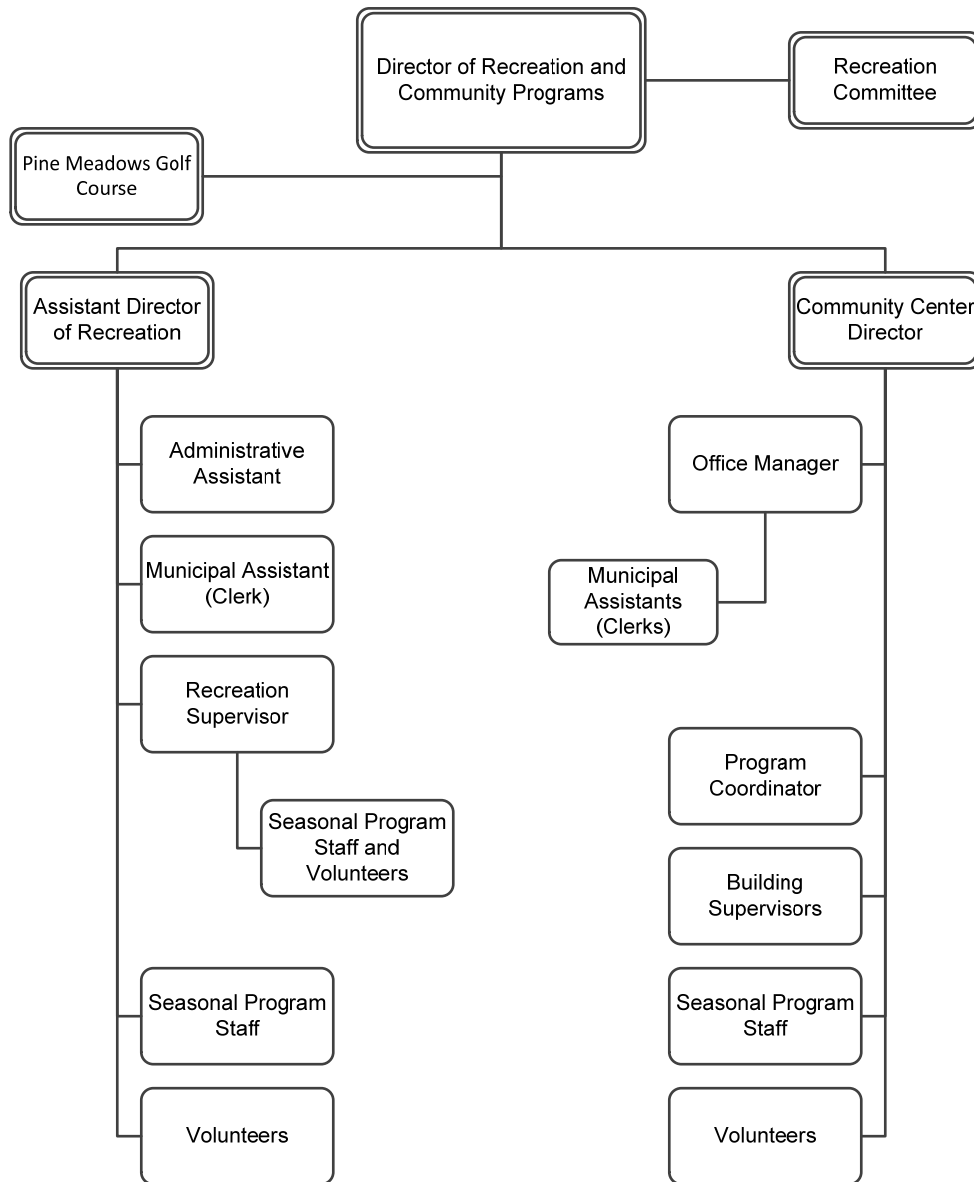 Director of Recreation and
Community Programs
Recreation
Committee
Pine Meadows Golf
Course
Assistant Director
of Recreation
Community Center
Director
Administrative
Assistant
Office Manager
Municipal Assistant
(Clerk)
Municipal
Assistants
(Clerks)
Recreation
Supervisor
Program
Coordinator
Seasonal Program
Staff and
Volunteers
Building
Supervisors
Seasonal Program
Staff
Seasonal Program
Staff
Volunteers
Volunteers